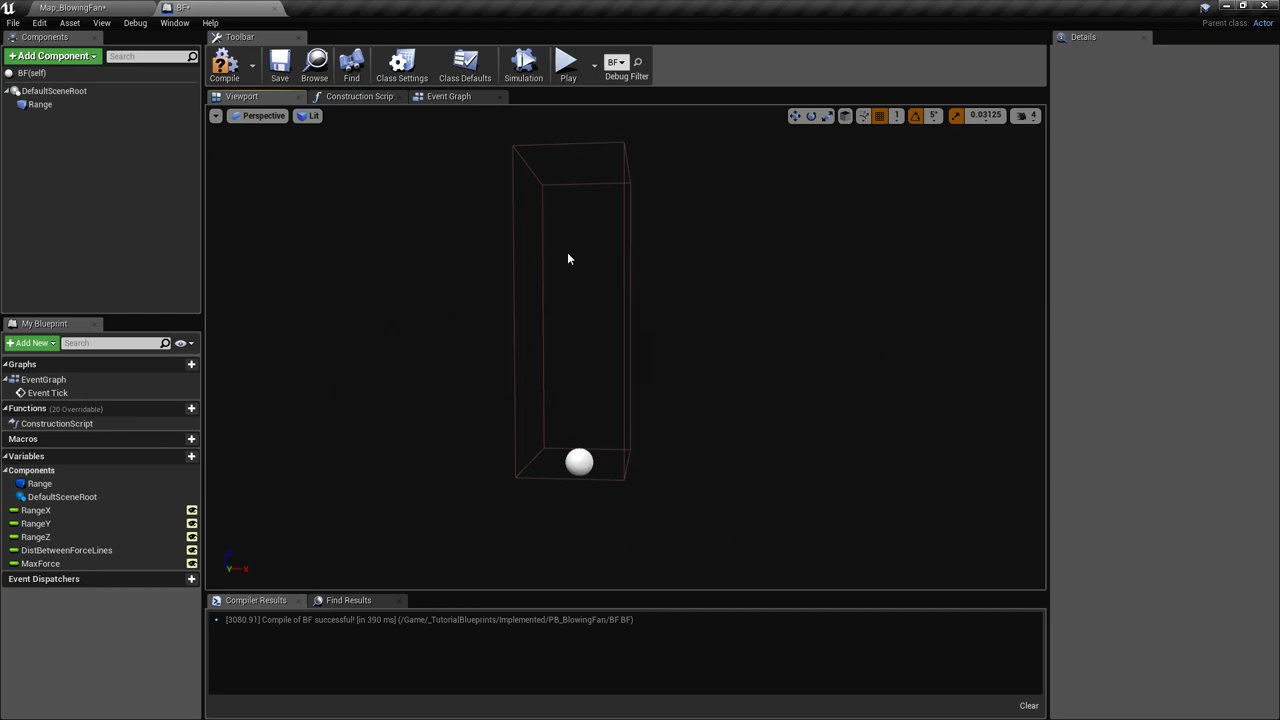 Map_BlowingFan*
BF*
File Edit Asset View Debug Window Help
Parent class: Actor
Components
Toolbar
Details
Add Component
Search
Compile
Save
Browse
Find
Class Settings
Class Defaults
Simulation
Play
BF
Debug Filter
BF(self)
DefaultSceneRoot
Range
Viewport
Construction Scrip
Event Graph
Perspective
Lit
1
5°
0.03125
4
My Blueprint
Add New
Search
Graphs
EventGraph
Event Tick
Functions (20 Overridable)
ConstructionScript
Macros
Variables
Components
Range
DefaultSceneRoot
RangeX
RangeY
RangeZ
DistBetweenForceLines
MaxForce
Event Dispatchers
Y X
Compiler Results
Find Results
[3080.91] Compile of BF successful! [in 390 ms] (/Game/_TutorialBlueprints/Implemented/PB_BlowingFan/BF.BF)
Clear